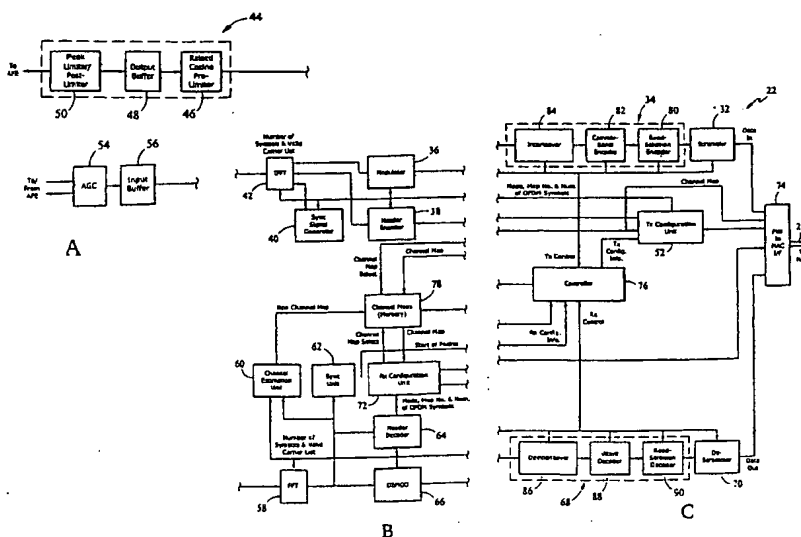 44
To
AFE
Peak
Limiter/
Post-
Limiter
Output
Buffer
Raised
Cosine
Pre-
Limiter
50
48
46
54
56
To/
From
AFE
AGC
Input
Buffer
A
Number of
Symbols & Valid
Carrier List
36
IFFT
Modulator
42
38
40
Sync
Signal
Generator
Header
Encoder
Channel
Map
Select
Channel Map
78
New Channel Map
Channel Maps
(Memory)
Channel
Map Select
Channel Map
Start of Frame
60
62
Channel
Estimation
Unit
Sync
Unit
Rx Configuration
Unit
72
Mode, Map No. & Num.
of OFDM Symbols
Number of
Symbols & Valid
Carrier List
Header
Decoder
64
FFT
DEMOD
58
66
B
22
84
82
34
80
32
Interleaver
Convolu-
tional
Encoder
Reed-
Solomon
Encoder
Scrambler
Data
In
Mode, Map No. & Num.
of OFDM Symbols
Channel Map
74
Tx Configuration
Unit
52
PHY
to
MAC
I/F
Tx Control
Tx
Config.
Info.
Controller
76
Rx Config.
Info.
Rx
Control
De-Interleaver
Viterbi
Decoder
Reed-
Solomon
Decoder
De-
Scrambler
Data
Out
86
68
88
90
70
C